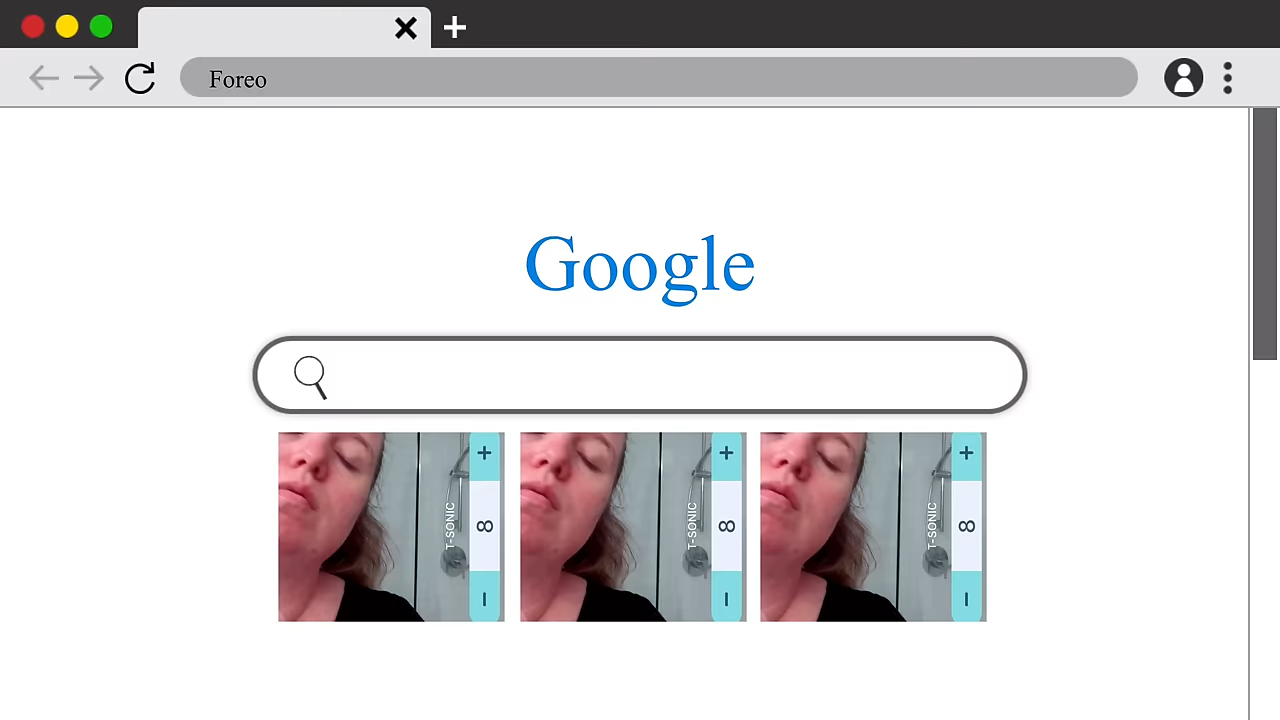 Foreo
Google
+ + +
T-SONIC 8 T-SONIC 8 T-SONIC 8
- - -